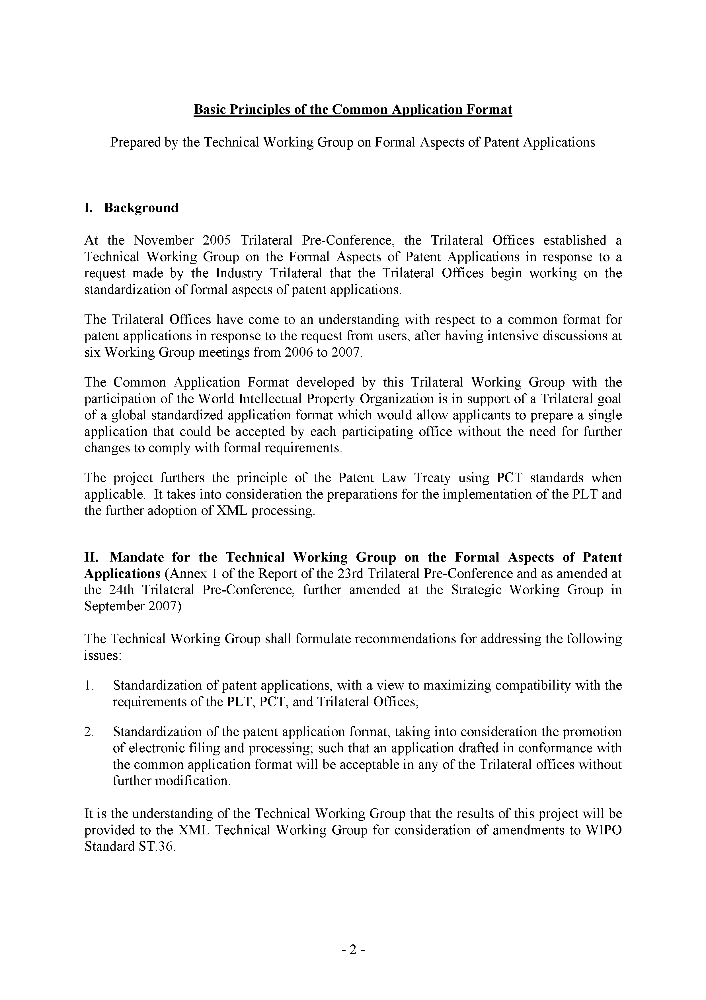 Basic Principles of the Common Application Format
Prepared by the Technical Working Group on Formal Aspects of Patent Applications
I. Background
At the November 2005 Trilateral Pre-Conference, the Trilateral Offices established a
Technical Working Group on the Formal Aspects of Patent Applications in response to a
request made by the Industry Trilateral that the Trilateral Offices begin working on the
standardization of formal aspects of patent applications.
The Trilateral Offices have come to an understanding with respect to a common format for
patent applications in response to the request from users, after having intensive discussions at
six Working Group meetings from 2006 to 2007.
The Common Application Format developed by this Trilateral Working Group with the
participation of the World Intellectual Property Organization is in support of a Trilateral goal
of a global standardized application format which would allow applicants to prepare a single
application that could be accepted by each participating office without the need for further
changes to comply with formal requirements.
The project furthers the principle of the Patent Law Treaty using PCT standards when
applicable. It takes into consideration the preparations for the implementation of the PLT and
the further adoption of XML processing.
II. Mandate for the Technical Working Group on the Formal Aspects of Patent
Applications (Annex 1 of the Report of the 23rd Trilateral Pre-Conference and as amended at
the 24th Trilateral Pre-Conference, further amended at the Strategic Working Group in
September 2007)
The Technical Working Group shall formulate recommendations for addressing the following
issues:
1. Standardization of patent applications, with a view to maximizing compatibility with the
requirements of the PLT, PCT, and Trilateral Offices;
2. Standardization of the patent application format, taking into consideration the promotion
of electronic filing and processing; such that an application drafted in conformance with
the common application format will be acceptable in any of the Trilateral offices without
further modification.
It is the understanding of the Technical Working Group that the results of this project will be
provided to the XML Technical Working Group for consideration of amendments to WIPO
Standard ST.36.
- 2 -